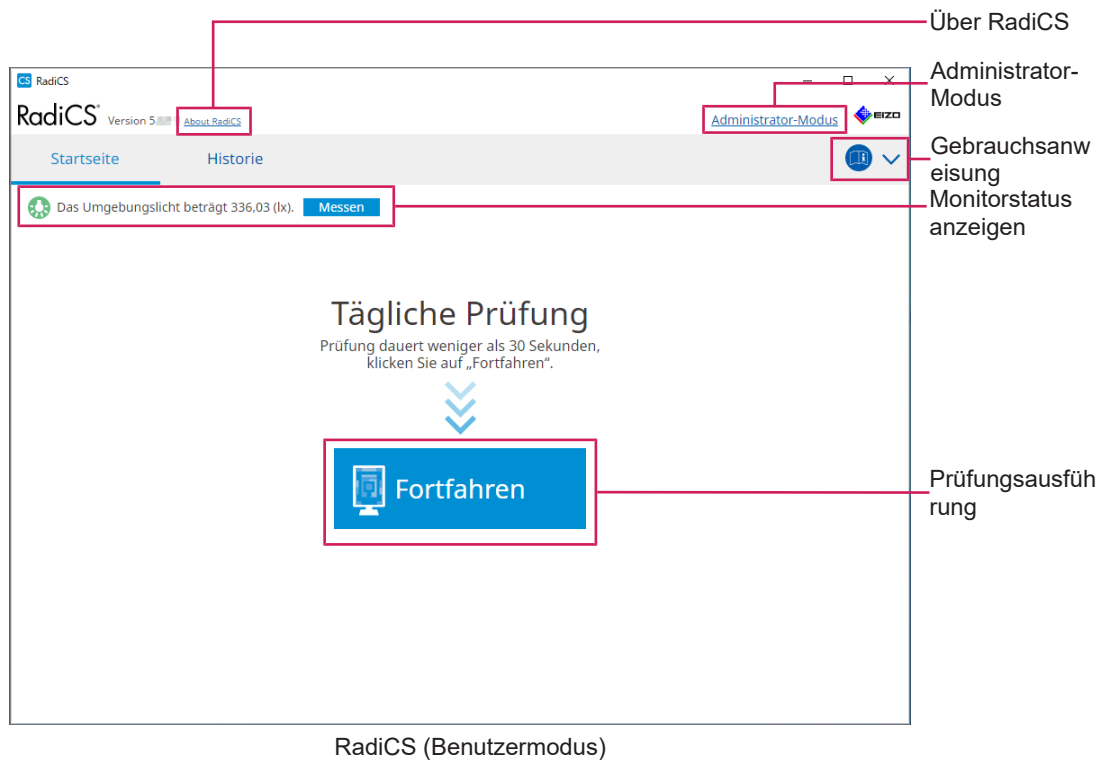 Über RadiCS
Administrator-
Modus
Gebrauchsanw
eisung
Monitorstatus
anzeigen
Prüfungsausfüh
rung
CS RadiCS
RadiCS® Version 5. About RadiCS
Administrator-Modus EIZO
Startseite Historie
Das Umgebungslicht beträgt 336,03 (lx). Messen
Tägliche Prüfung
Prüfung dauert weniger als 30 Sekunden,
klicken Sie auf „Fortfahren“.
Fortfahren
RadiCS (Benutzermodus)